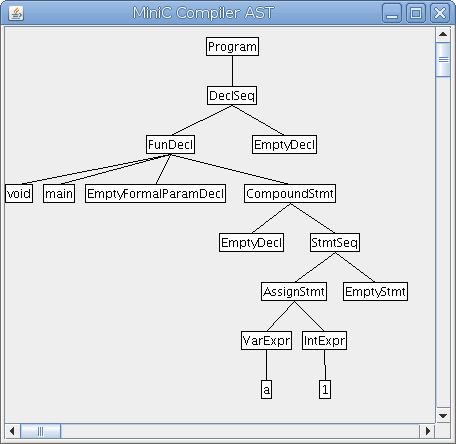 MiniC Compiler AST
Program
DeclSeq
FunDecl EmptyDecl
void main EmptyFormalParamDecl CompoundStmt
EmptyDecl StmtSeq
AssignStmt EmptyStmt
VarExpr IntExpr
a 1